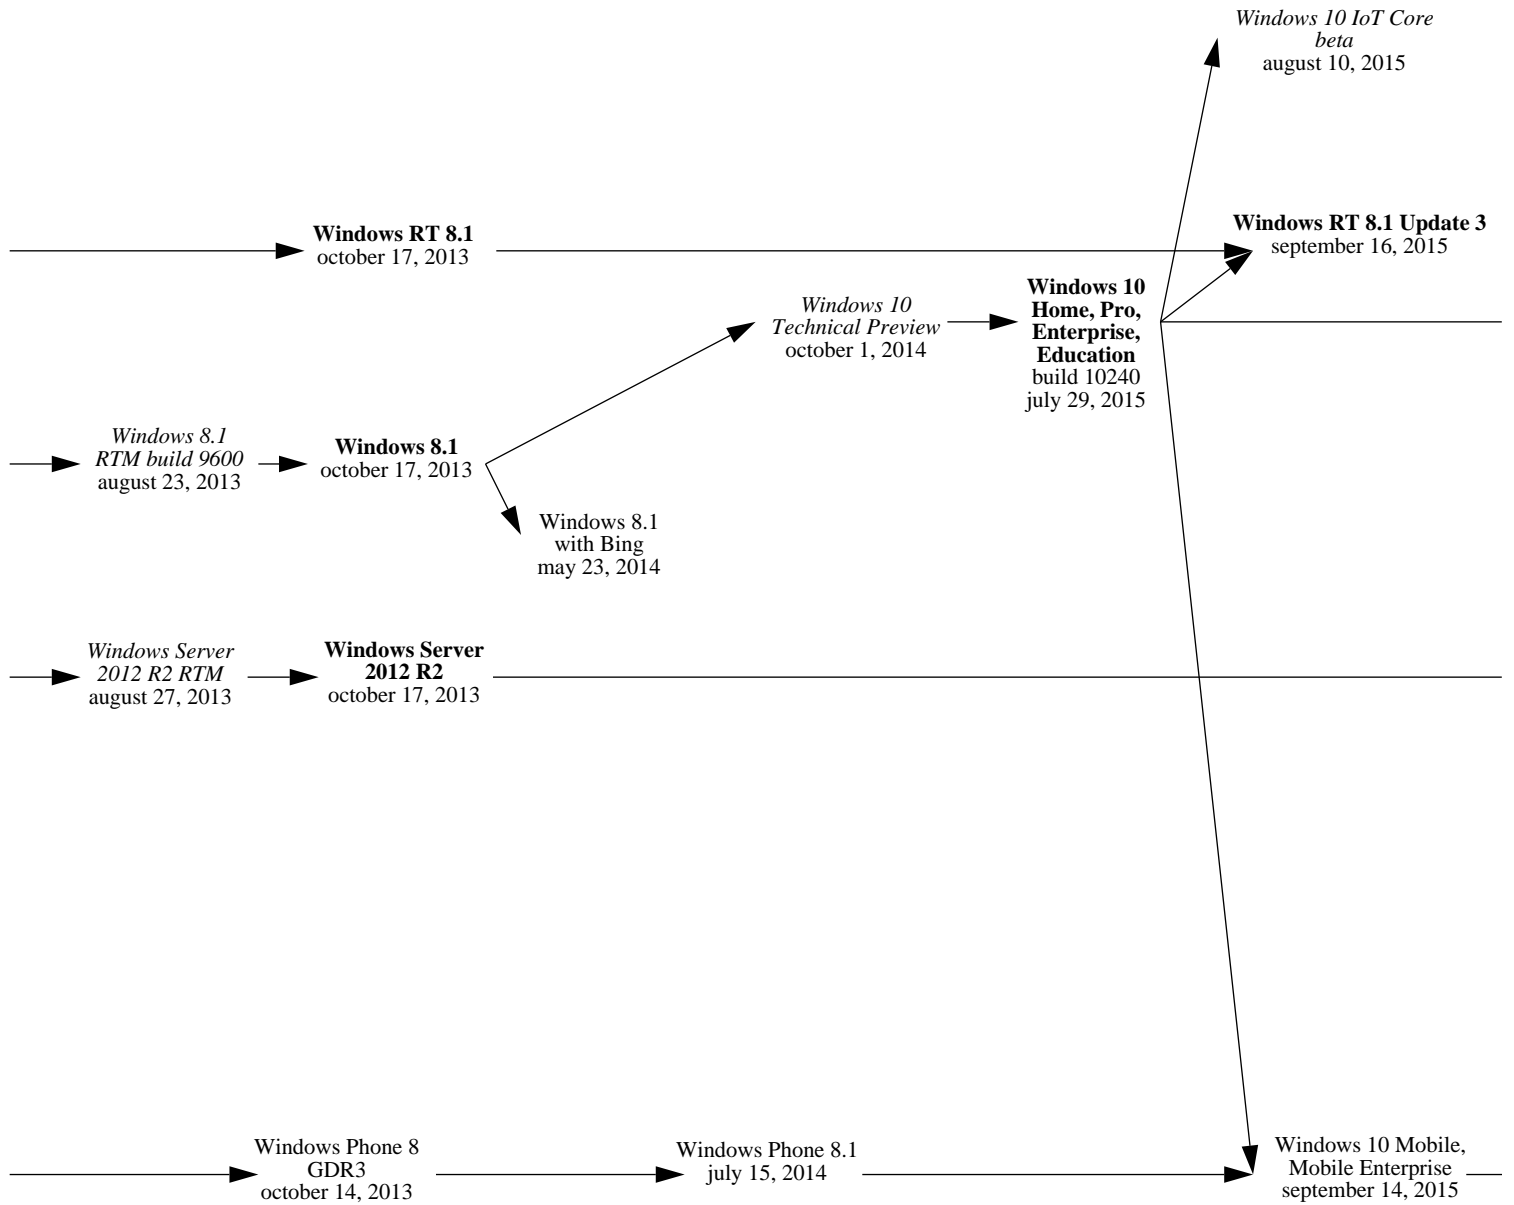 Windows 10 IoT Core
beta
august 10, 2015
Windows RT 8.1
october 17, 2013
Windows RT 8.1 Update 3
september 16, 2015
Windows 10
Technical Preview
october 1, 2014
Windows 10
Home, Pro,
Enterprise,
Education
build 10240
july 29, 2015
Windows 8.1
RTM build 9600
august 23, 2013
Windows 8.1
october 17, 2013
Windows 8.1
with Bing
may 23, 2014
Windows Server
2012 R2 RTM
august 27, 2013
Windows Server
2012 R2
october 17, 2013
Windows Phone 8
GDR3
october 14, 2013
Windows Phone 8.1
july 15, 2014
Windows 10 Mobile,
Mobile Enterprise
september 14, 2015